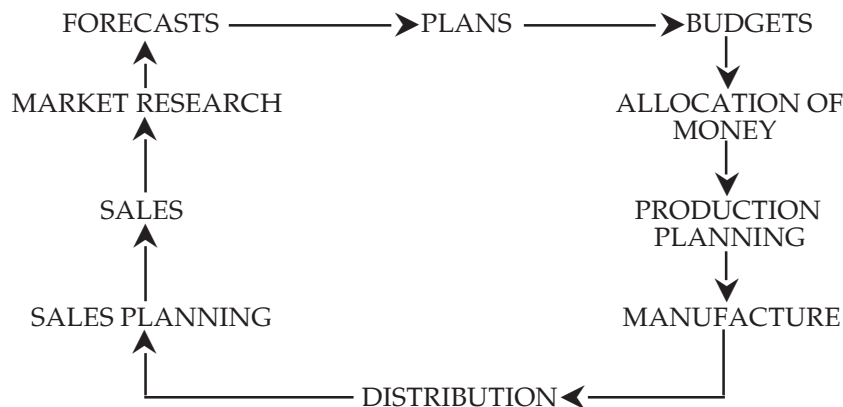 FORECASTS PLANS BUDGETS
MARKET RESEARCH ALLOCATION OF
MONEY
SALES PRODUCTION
PLANNING
SALES PLANNING MANUFACTURE
DISTRIBUTION